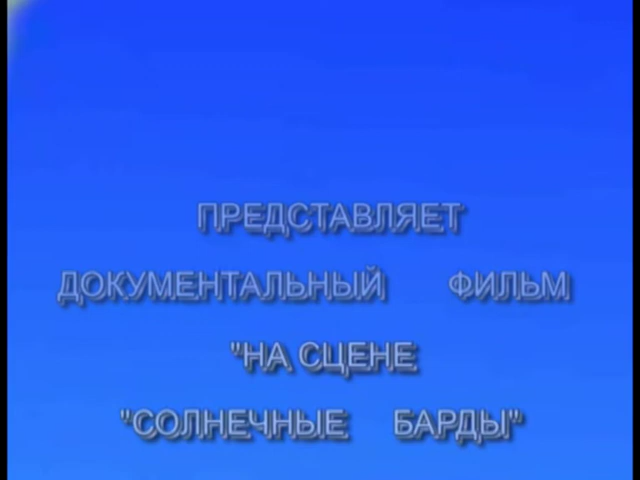 ПРЕДСТАВЛЯЕТ
ДОКУМЕНТАЛЬНЫЙ ФИЛЬМ
"НА СЦЕНЕ
"СОЛНЕЧНЫЕ БАРДЫ"